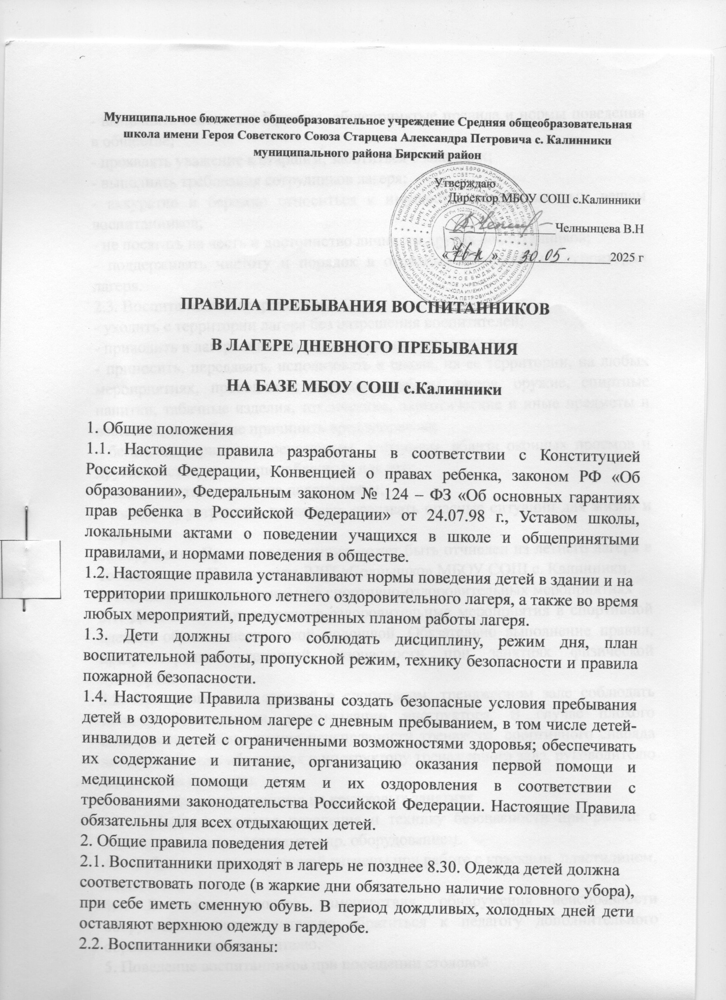 Муниципальное бюджетное общеобразовательное учреждение Средняя общеобразовательная
школа имени Героя Советского Союза Старцева Александра Петровича с. Калинники
муниципального района Бирский район
Утверждаю
Директор МБОУ СОШ с.Калинники
Челнынцева В.Н
«76-к» 30.05. 2025 г
ПРАВИЛА ПРЕБЫВАНИЯ ВОСПИТАННИКОВ
В ЛАГЕРЕ ДНЕВНОГО ПРЕБЫВАНИЯ
НА БАЗЕ МБОУ СОШ с.Калинники
1. Общие положения
1.1. Настоящие правила разработаны в соответствии с Конституцией
Российской Федерации, Конвенцией о правах ребенка, законом РФ «Об
образовании», Федеральным законом № 124 – ФЗ «Об основных гарантиях
прав ребенка в Российской Федерации» от 24.07.98 г., Уставом школы,
локальными актами о поведении учащихся в школе и общепринятыми
правилами, и нормами поведения в обществе.
1.2. Настоящие правила устанавливают нормы поведения детей в здании и на
территории пришкольного летнего оздоровительного лагеря, а также во время
любых мероприятий, предусмотренных планом работы лагеря.
1.3. Дети должны строго соблюдать дисциплину, режим дня, план
воспитательной работы, пропускной режим, технику безопасности и правила
пожарной безопасности.
1.4. Настоящие Правила призваны создать безопасные условия пребывания
детей в оздоровительном лагере с дневным пребыванием, в том числе детей-
инвалидов и детей с ограниченными возможностями здоровья; обеспечивать
их содержание и питание, организацию оказания первой помощи и
медицинской помощи детям и их оздоровления в соответствии с
требованиями законодательства Российской Федерации. Настоящие Правила
обязательны для всех отдыхающих детей.
2. Общие правила поведения детей
2.1. Воспитанники приходят в лагерь не позднее 8.30. Одежда детей должна
соответствовать погоде (в жаркие дни обязательно наличие головного убора),
при себе иметь сменную обувь. В период дождливых, холодных дней дети
оставляют верхнюю одежду в гардеробе.
2.2. Воспитанники обязаны: